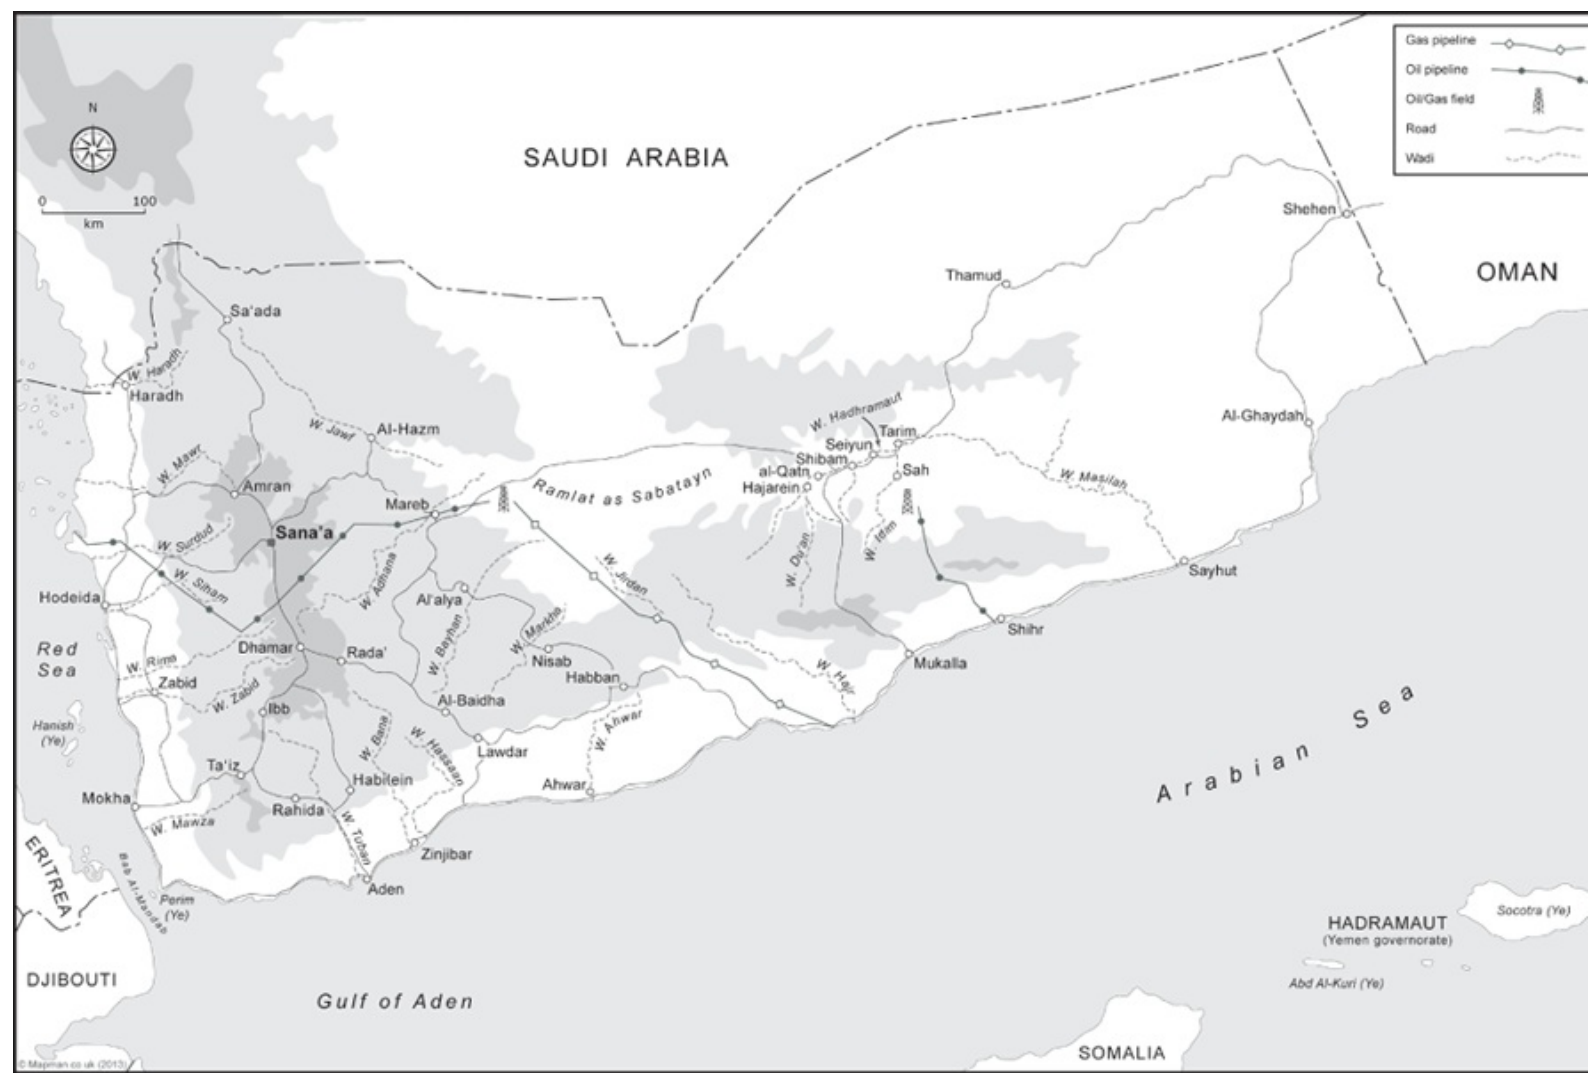 Gas pipeline
Oil pipeline
Oil/Gas field
Road
Wadi
N
0 100
km
SAUDI ARABIA
OMAN
Shehen
Thamud
Sa'ada
W. Haradh
Haradh
Al-Ghaydah
W. Hadhramaut
Al-Hazm
W. Jawf
Tarim
Seiyun
Shibam
al-Qatn
Sah
Hajarein
W. Masilah
W. Mawr
Amran
Mareb
Ramlat as Sabatayn
Sana'a
W. Surdud
W. Siham
W. Adhana
W. Jirdan
W. Du'an
W. Idim
Sayhut
Hodeida
Al'alya
Shihr
Red
Sea
W. Rima
Dhamar
Rada'
W. Bayhan
W. Markha
Nisab
Habban
Mukalla
W. Hajr
Zabid
W. Zabid
Ibb
Al-Baidha
Hanish
(Ye)
W. Bana
W. Hassaan
W. Ahwar
Lawdar
Arabian Sea
Ta'iz
Habilein
Ahwar
Mokha
Rahida
W. Mawza
W. Tuban
Zinjibar
ERITREA
Bab Al-Mandab
Perim
(Ye)
Aden
Socotra (Ye)
HADRAMAUT
(Yemen governorate)
Abd Al-Kuri (Ye)
DJIBOUTI
Gulf of Aden
SOMALIA
© Mapman.co.uk (2013)